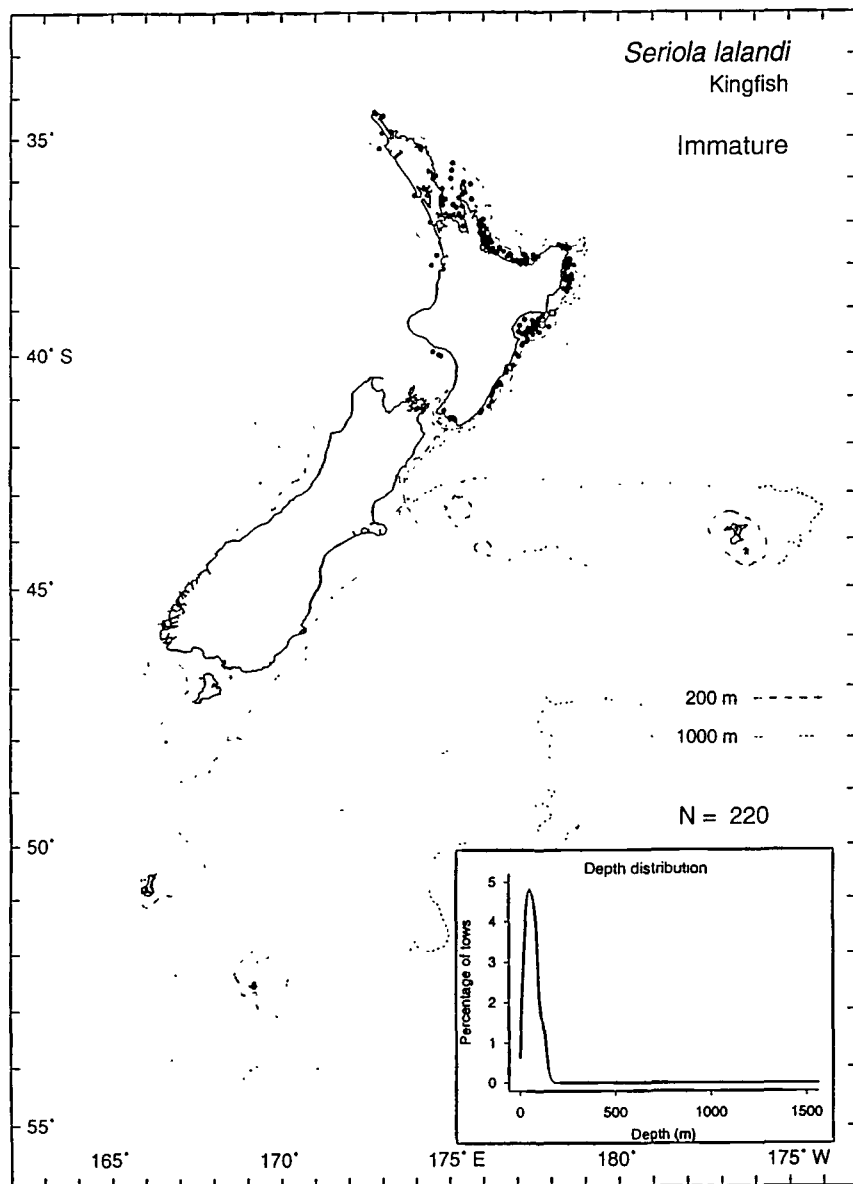 Seriola lalandi
Kingfish
Immature
35°
40° S
45°
200 m
1000 m
N = 220
50°
Depth distribution
5
4
3
2
1
0
Percentage of tows
0 500 1000 1500
Depth (m)
55°
165° 170° 175° E 180° 175° W